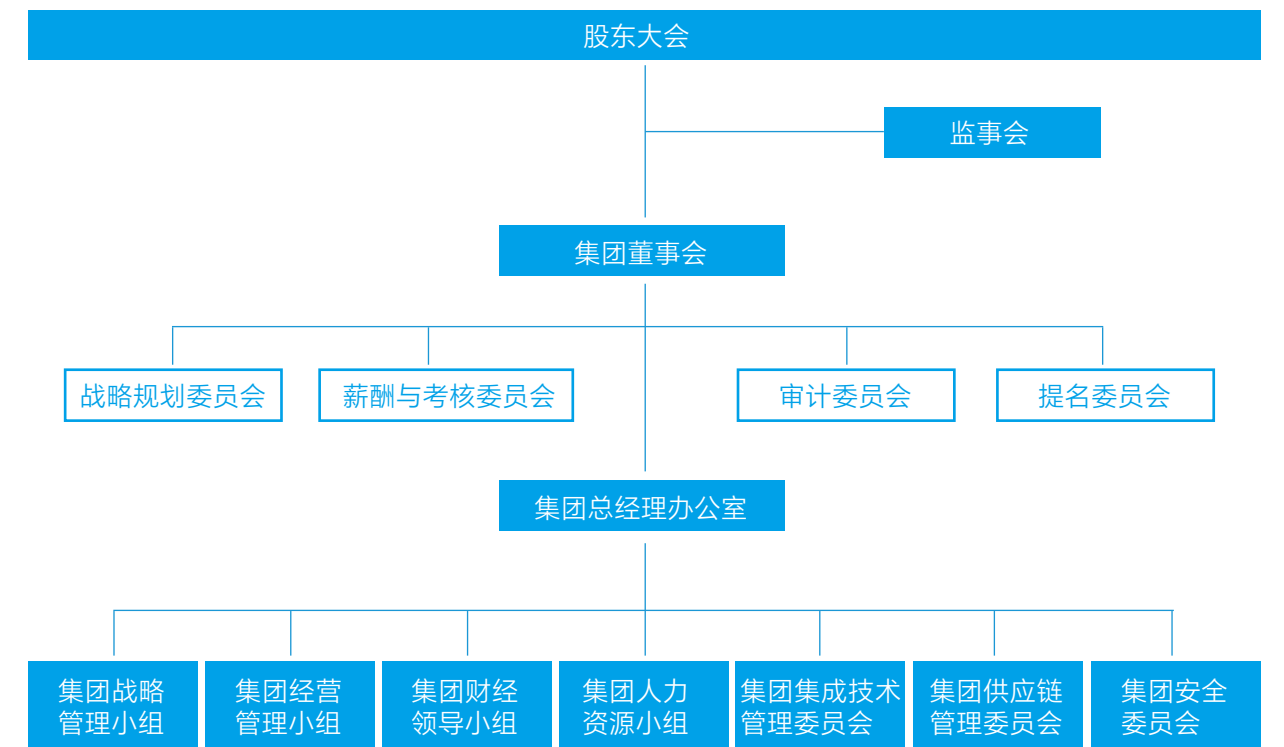 股东大会
监事会
集团董事会
战略规划委员会
薪酬与考核委员会
审计委员会
提名委员会
集团总经理办公室
集团战略
管理小组
集团经营
管理小组
集团财经
领导小组
集团人力
资源小组
集团集成技术
管理委员会
集团供应链
管理委员会
集团安全
委员会